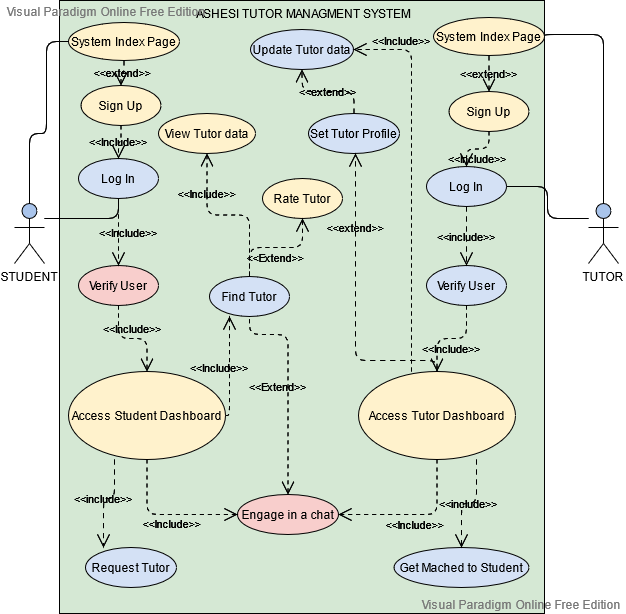 Visual Paradigm Online Free Edition
ASHESI TUTOR MANAGMENT SYSTEM
System Index Page
Update Tutor data
<<Include>>
System Index Page
<<extend>>
<<extend>>
<<extend>>
Sign Up
View Tutor data
Set Tutor Profile
Sign Up
<<Include>>
<<Include>>
Log In
<<Include>>
Rate Tutor
Log In
<<Include>>
<<extend>>
<<include>>
STUDENT
<<Extend>>
TUTOR
Verify User
Find Tutor
Verify User
<<Include>>
<<Include>>
<<Include>>
<<Extend>>
Access Student Dashboard
Access Tutor Dashboard
<<include>>
<<include>>
<<Include>>
Engage in a chat
<<Include>>
Request Tutor
Get Mached to Student
Visual Paradigm Online Free Edition